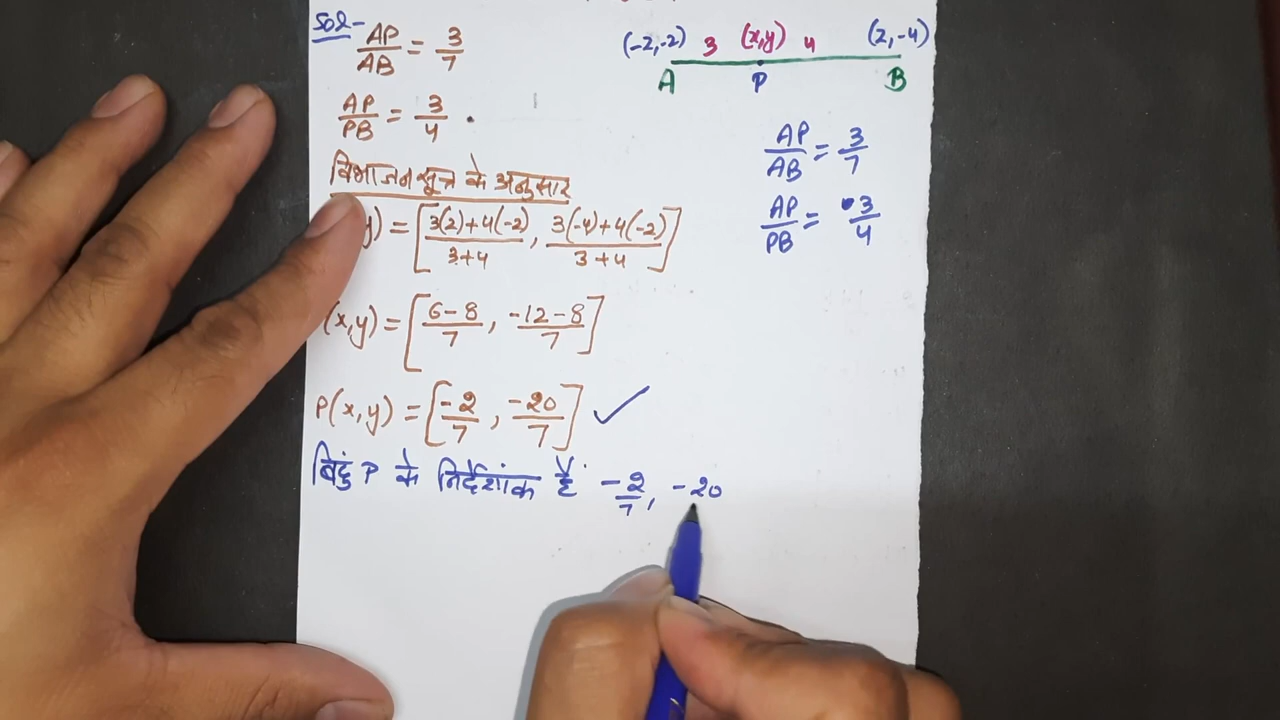 Sol-
AP/AB = 3/7
AP/PB = 3/4
विभाजन सूत्र के अनुसार
y) = [3(2)+4(-2)/3+4, 3(-4)+4(-2)/3+4]
(x,y) = [6-8/7, -12-8/7]
P(x,y) = [-2/7, -20/7] ✓
बिंदु P के निर्देशांक हैं -2/7, -20
(-2,-2) 3 (x,y) 4 (2,-4)
A P B
AP/AB = 3/7
AP/PB = 3/4